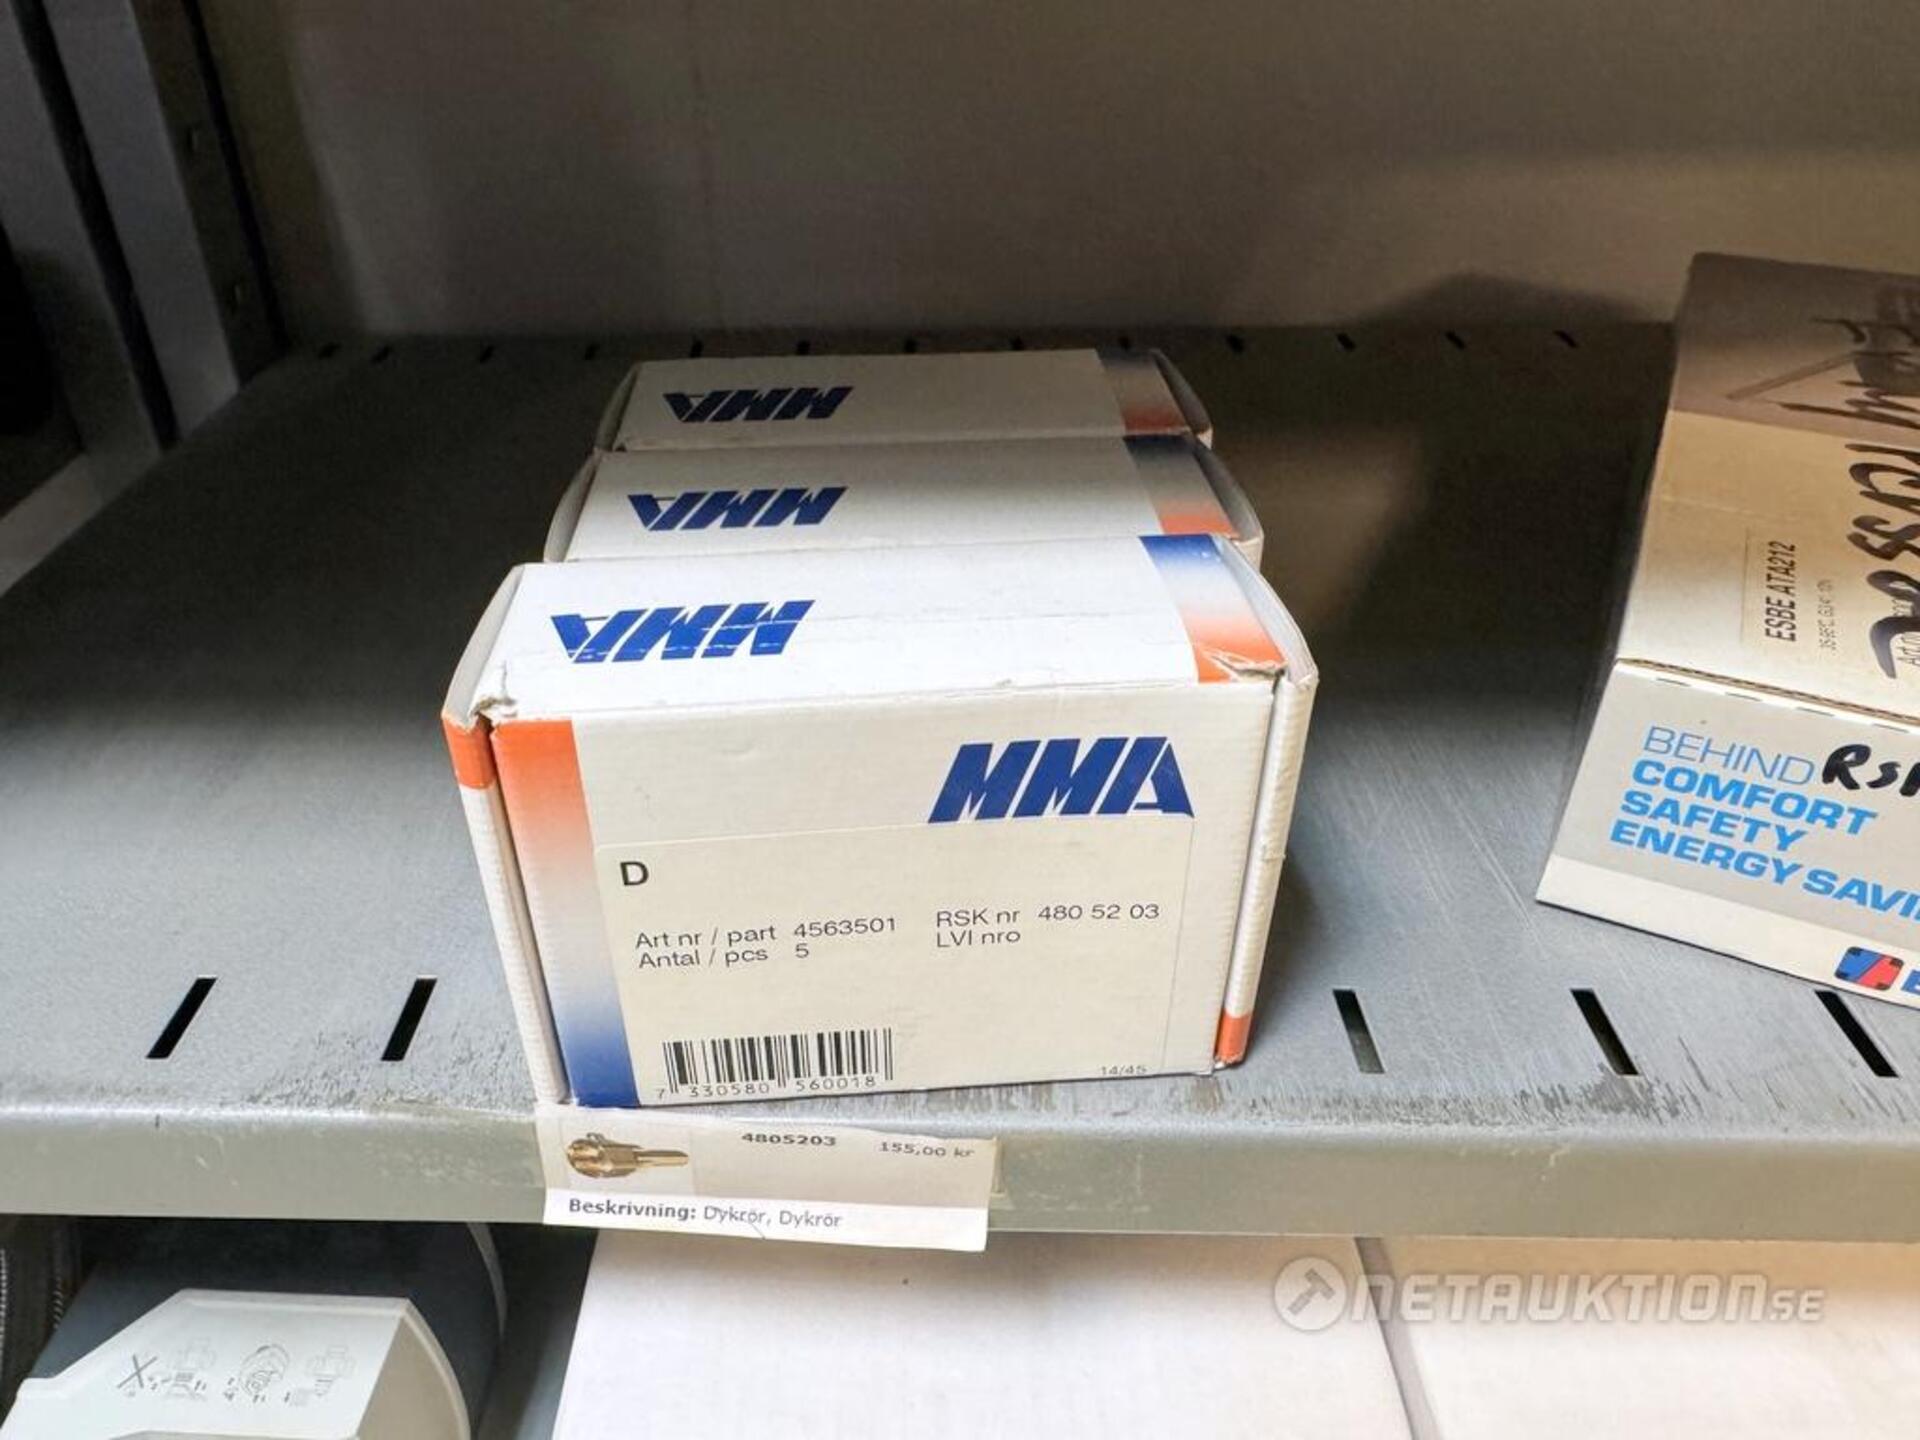 MMA
MMA
MMA
MMA
D
Art nr / part 4563501 RSK nr 480 52 03
Antal / pcs 5 LVI nro
7 330580 560018
14/45
4805203 155,00 kr
Beskrivning: Dykrör, Dykrör
ESBE ATA212
BEHIND
COMFORT
SAFETY
ENERGY
NETAUKTION.SE